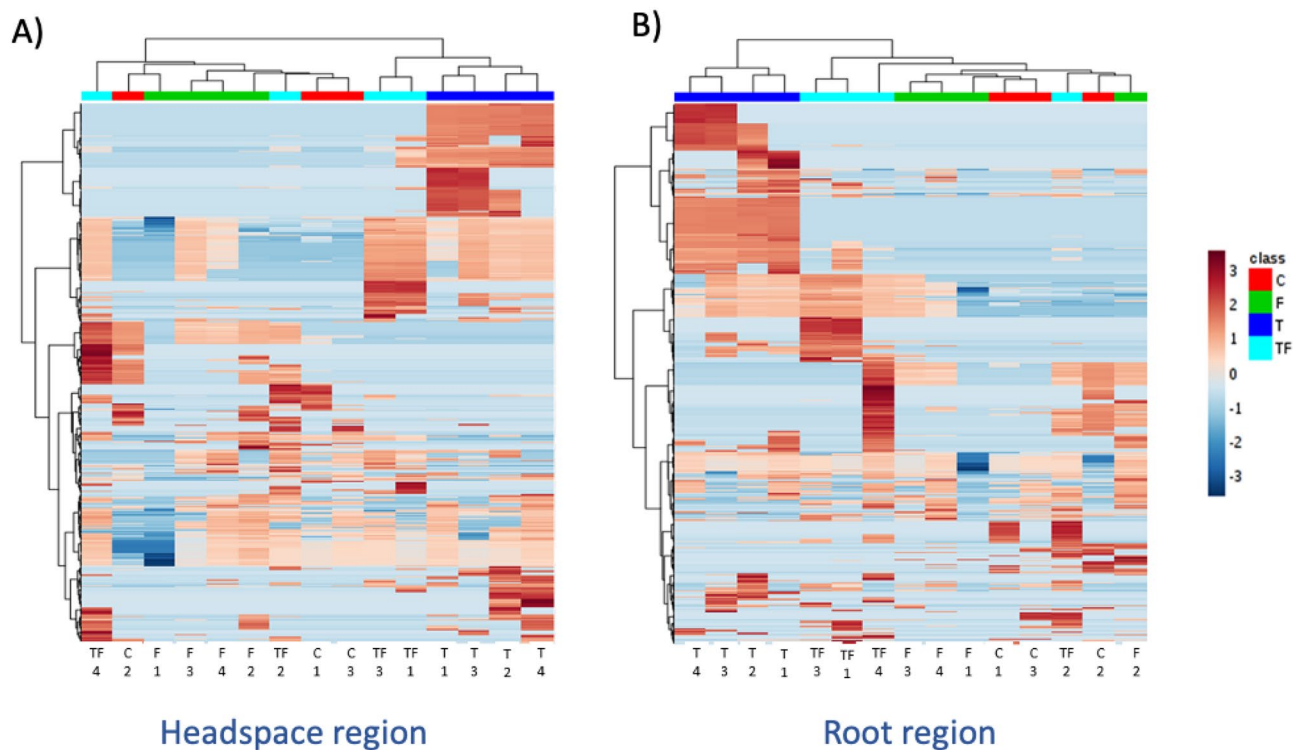 A)
B)
class
C
F
T
TF
3
2
1
0
-1
-2
-3
TF C F F F F TF C C TF TF T T T T
4 2 1 3 4 2 2 1 3 3 1 1 3 2 4
T T T T TF TF TF F F F C C TF C F
4 3 2 1 3 1 4 3 4 1 1 3 2 2 2
Headspace region
Root region